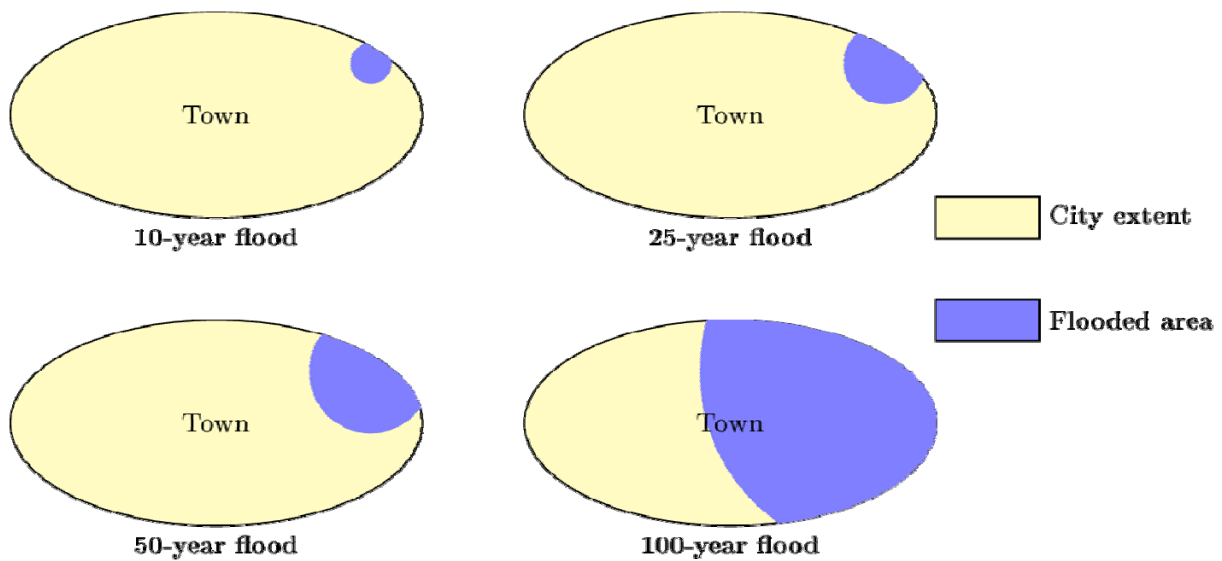 Town
10-year flood
Town
25-year flood
City extent
Flooded area
Town
50-year flood
Town
100-year flood